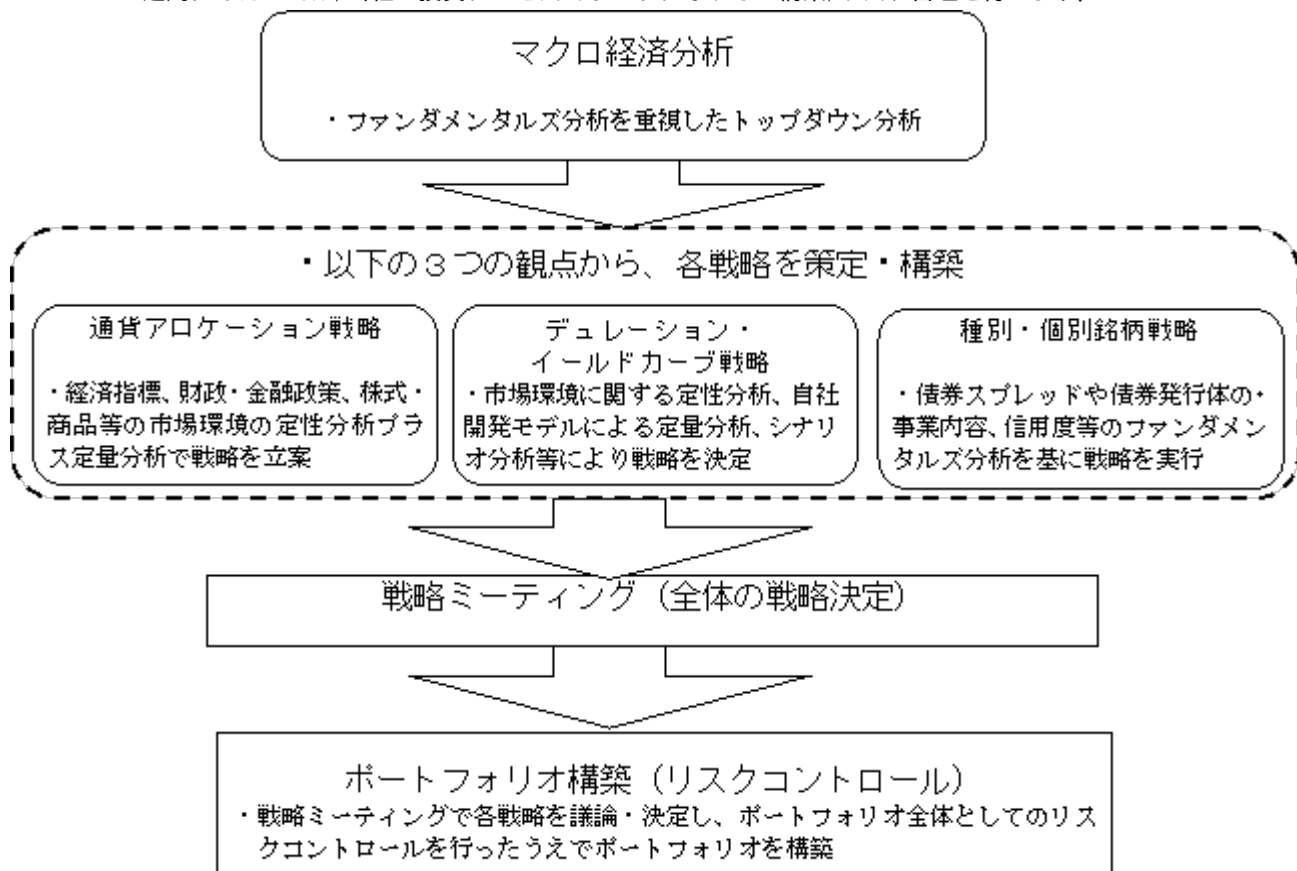 マクロ経済分析
・ファンダメンタルズ分析を重視したトップダウン分析
・以下の3つの観点から、各戦略を策定・構築
通貨アロケーション戦略
・経済指標、財政・金融政策、株式・
商品等の市場環境の定性分析プラ
ス定量分析で戦略を立案
デュレーション・
イールドカーブ戦略
・市場環境に関する定性分析、自社
開発モデルによる定量分析、シナリ
オ分析等により戦略を決定
種別・個別銘柄戦略
・債券スプレッドや債券発行体の・
事業内容、信用度等のファンダメン
タルズ分析を基に戦略を実行
戦略ミーティング（全体の戦略決定）
ポートフォリオ構築（リスクコントロール）
・戦略ミーティングで各戦略を議論・決定し、ポートフォリオ全体としてのリス
クコントロールを行ったうえでポートフォリオを構築